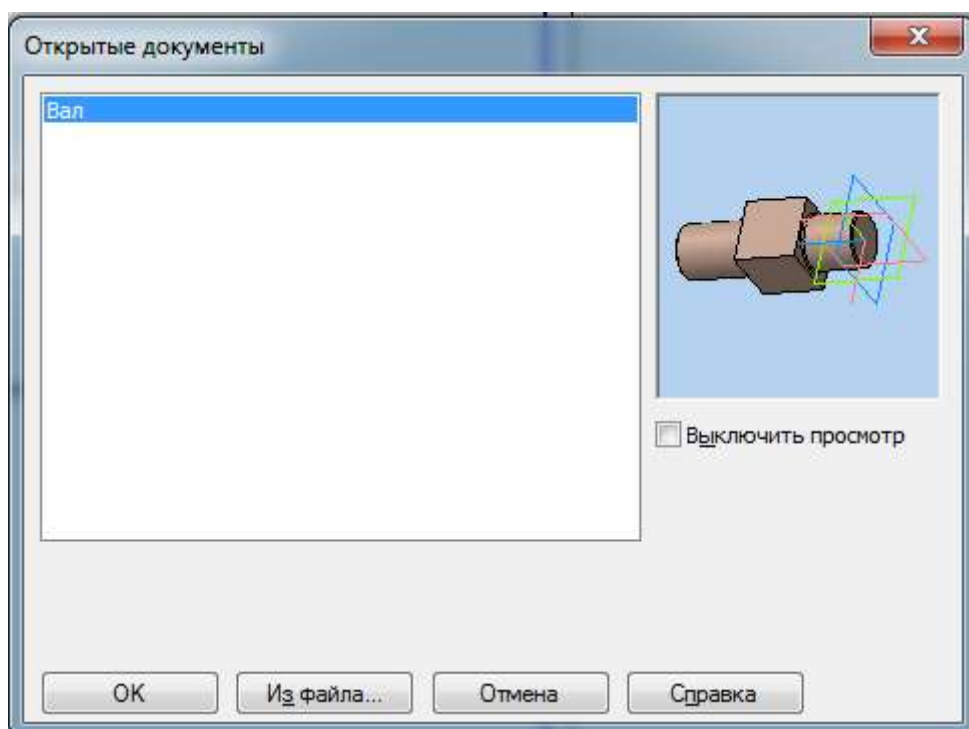 Открытые документы
Вал
Выключить просмотр
OK
Из файла...
Отмена
Справка